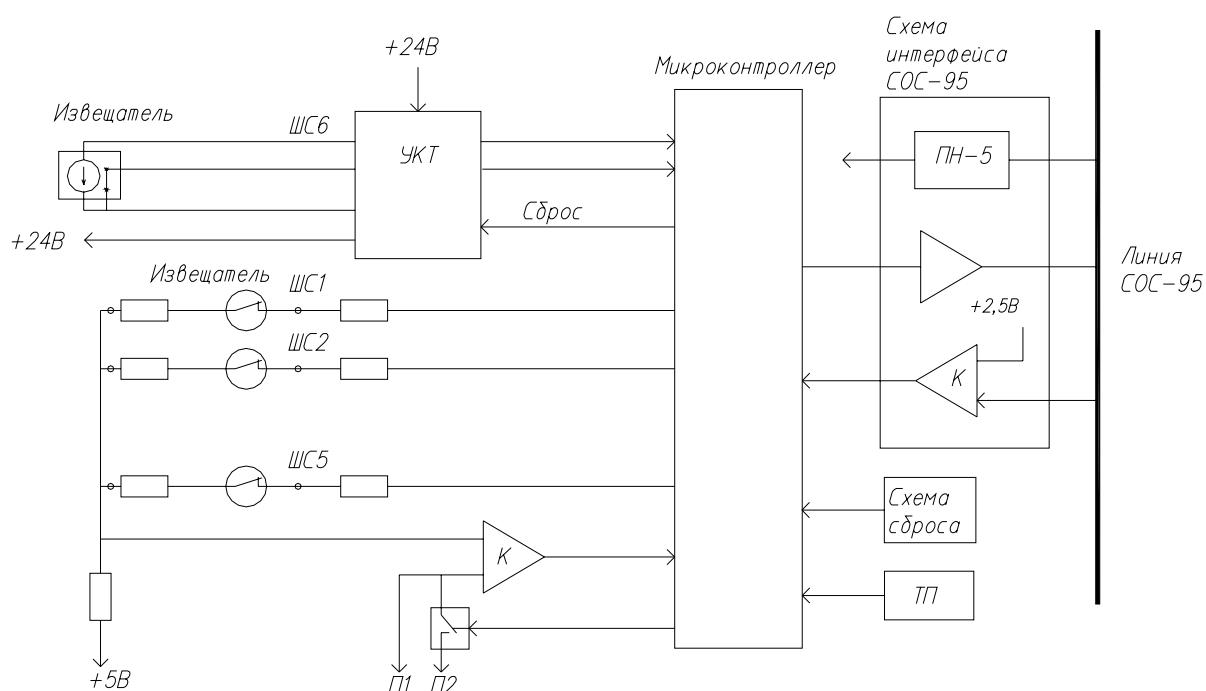 Схема
интерфейса
СОС-95
+24В
Микроконтроллер
Извещатель
ШС6
УКТ
ПН-5
Сброс
+24В
Линия
СОС-95
Извещатель
ШС1
+2,5В
ШС2
К
ШС5
Схема
сброса
К
ТП
+5В
П1
П2